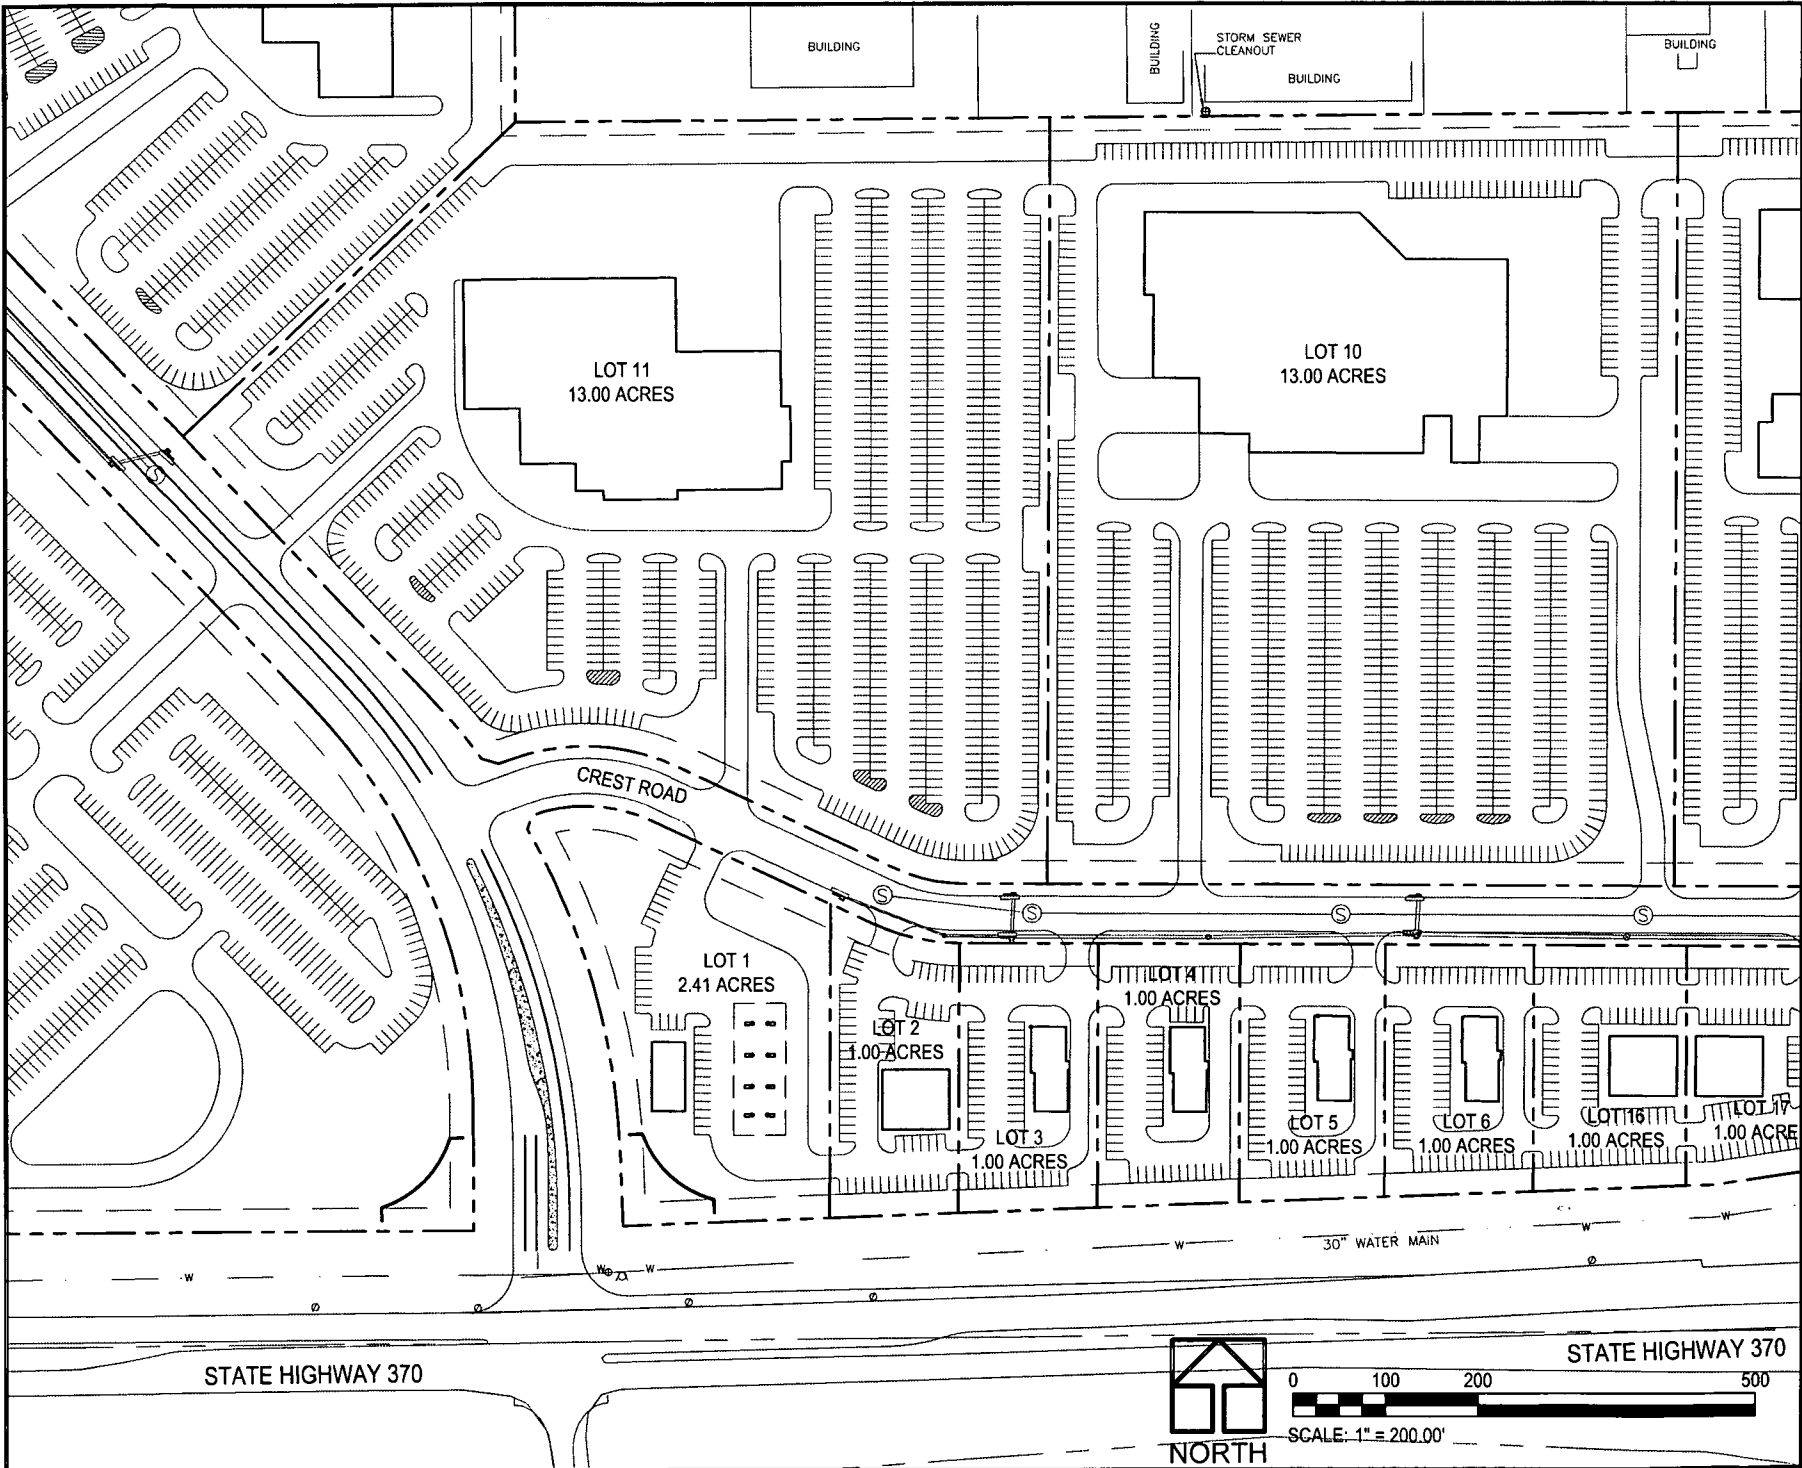 BUILDING
BUILDING
STORM SEWER
CLEANOUT
BUILDING
BUILDING
LOT 11
13.00 ACRES
LOT 10
13.00 ACRES
S
CREST ROAD
S
S
S
S
LOT 1
2.41 ACRES
LOT 2
1.00 ACRES
LOT 3
1.00 ACRES
LOT 4
1.00 ACRES
LOT 5
1.00 ACRES
LOT 6
1.00 ACRES
LOT 16
1.00 ACRES
LOT 17
1.00 ACRE
W
W
W
W
30" WATER MAIN
W
W
STATE HIGHWAY 370
STATE HIGHWAY 370
NORTH
0 100 200 500
SCALE: 1" = 200.00'